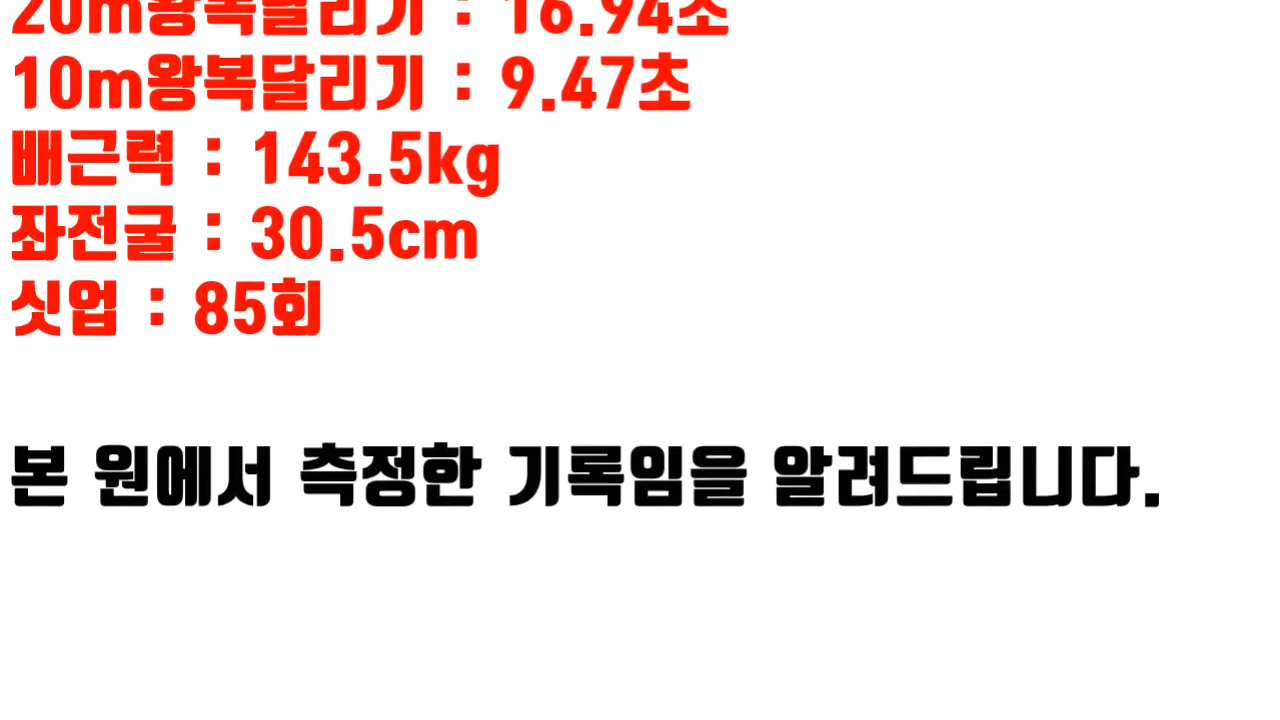 20m왕복달리기 : 16.94초
10m왕복달리기 : 9.47초
배근력 : 143.5kg
좌전굴 : 30.5cm
싯업 : 85회
본 원에서 측정한 기록임을 알려드립니다.